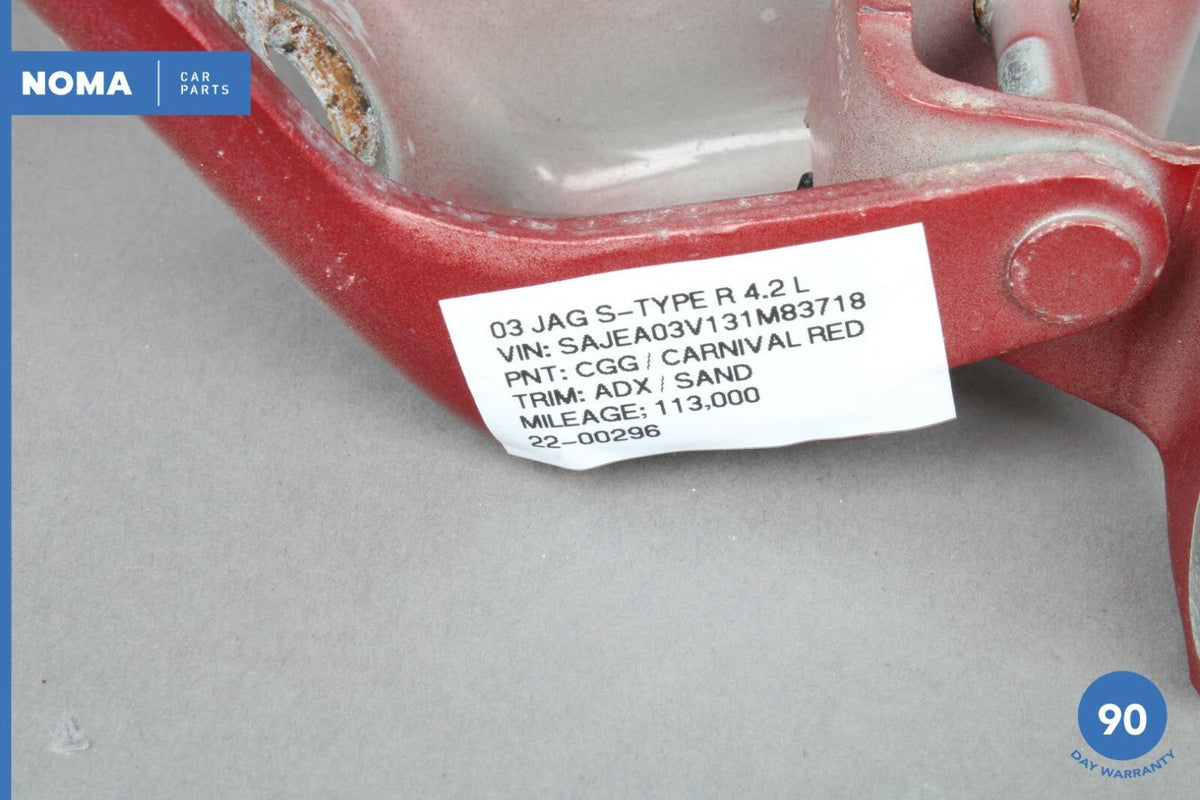 NOMA
CAR
PARTS
03 JAG S-TYPE R 4.2 L
VIN: SAJEA03V131M83718
PNT: CGG / CARNIVAL RED
TRIM: ADX / SAND
MILEAGE; 113,000
22-00296
90
DAY WARRANTY